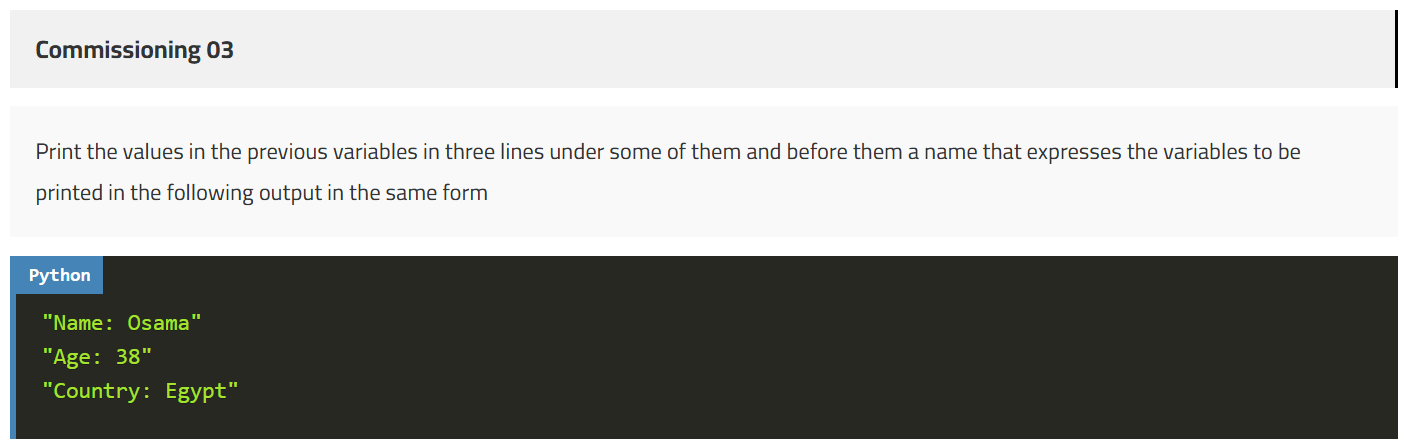 Commissioning 03
Print the values in the previous variables in three lines under some of them and before them a name that expresses the variables to be
printed in the following output in the same form
Python
"Name: Osama"
"Age: 38"
"Country: Egypt"